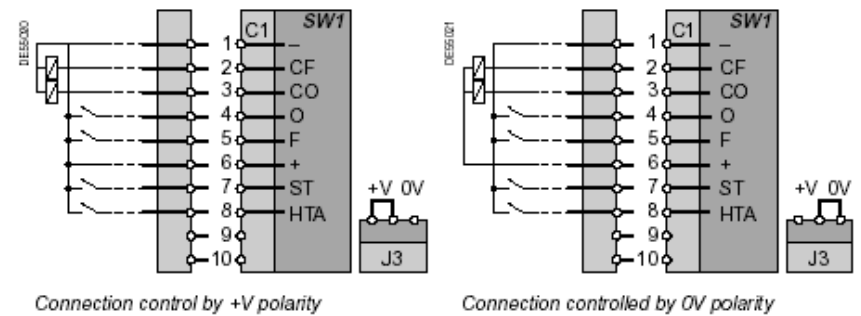 DE55020
C1 SW1
1 –
2 CF
3 CO
4 O
5 F
6 +
7 ST
8 HTA
9
10
+V 0V
J3
Connection control by +V polarity
DE55021
C1 SW1
1 –
2 CF
3 CO
4 O
5 F
6 +
7 ST
8 HTA
9
10
+V 0V
J3
Connection controlled by 0V polarity